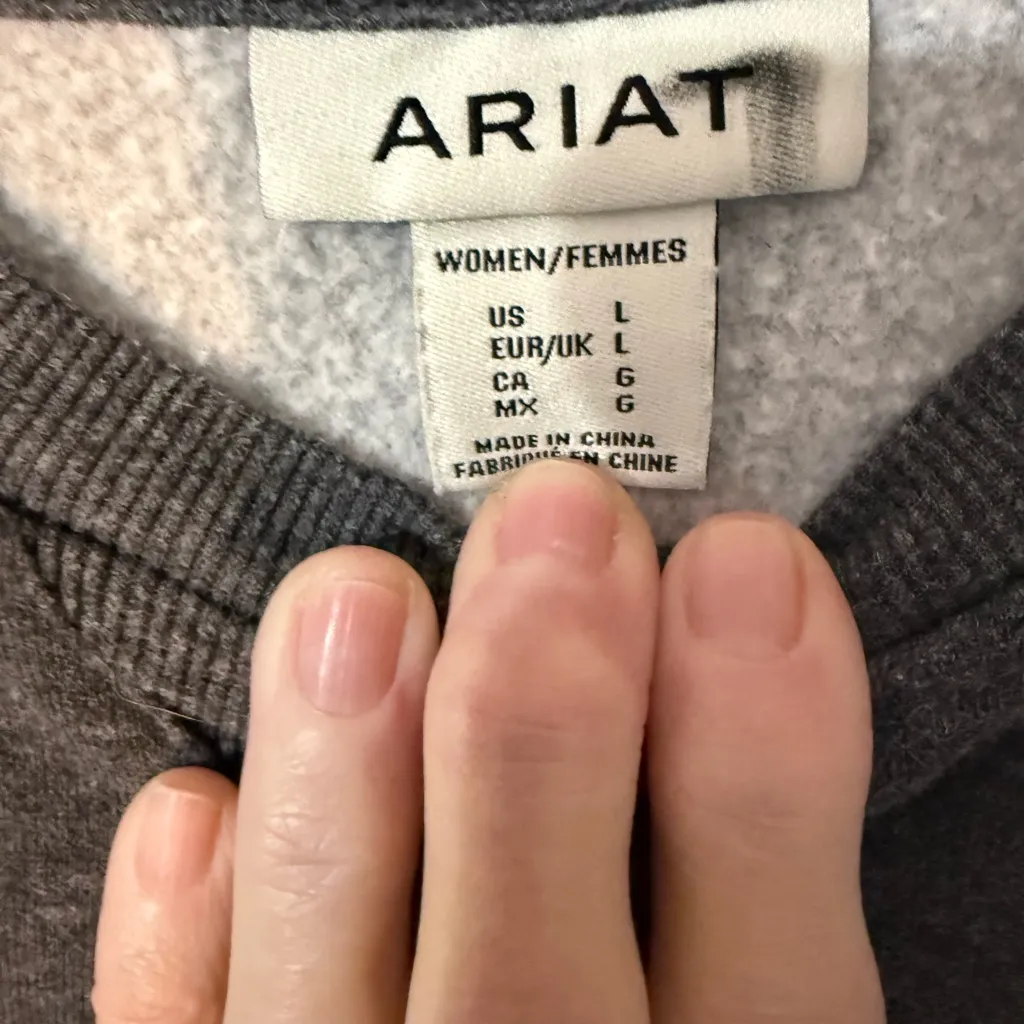 ARIAT
WOMEN/FEMMES
US L
EUR/UK L
CA G
MX G
MADE IN CHINA
FABRIQUÉ EN CHINE